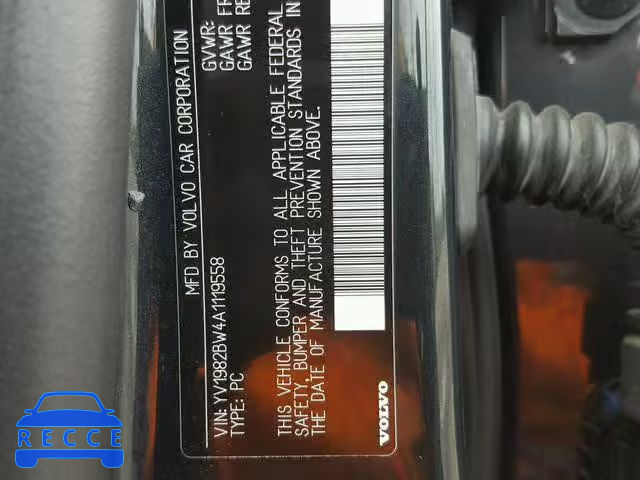 MFD BY VOLVO CAR CORPORATION
GVWR:
GAWR FR
GAWR RE
VIN: YV1982BW4A1119558
TYPE: PC
THIS VEHICLE CONFORMS TO ALL APPLICABLE FEDERAL
SAFETY, BUMPER AND THEFT PREVENTION STANDARDS IN
THE DATE OF MANUFACTURE SHOWN ABOVE.
VOLVO
RECCE